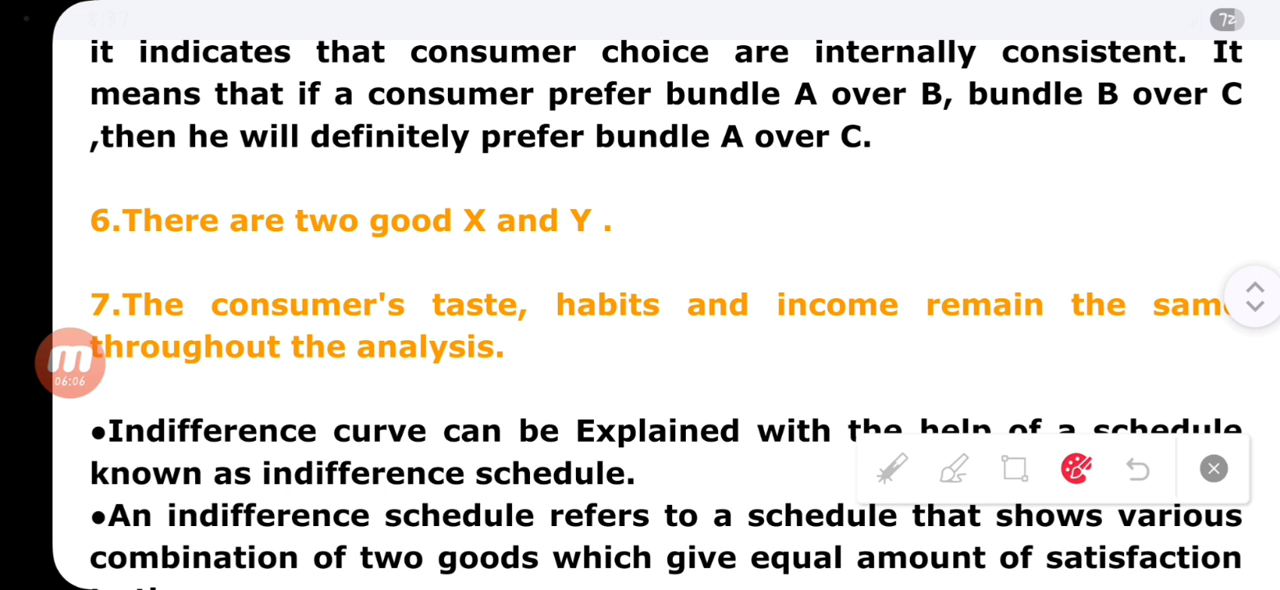 72
it indicates that consumer choice are internally consistent. It
means that if a consumer prefer bundle A over B, bundle B over C
,then he will definitely prefer bundle A over C.
6.There are two good X and Y .
7.The consumer's taste, habits and income remain the same
throughout the analysis.
06:06
●Indifference curve can be Explained with the help of a schedule
known as indifference schedule.
●An indifference schedule refers to a schedule that shows various
combination of two goods which give equal amount of satisfaction